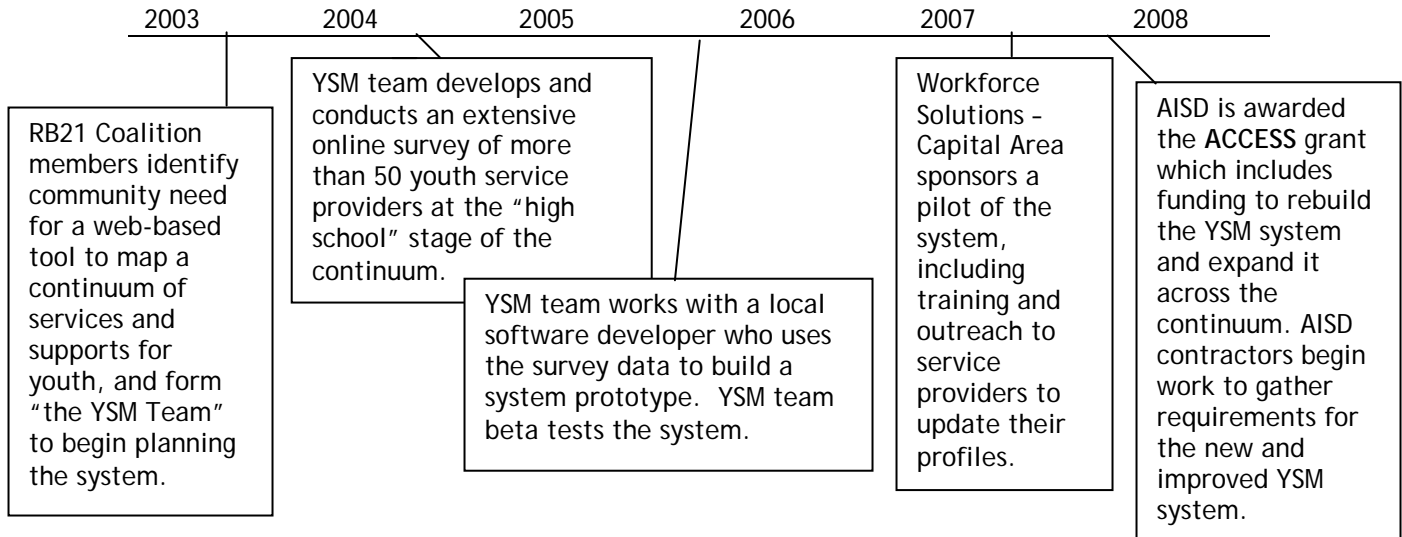 2003 2004 2005 2006 2007 2008
RB21 Coalition
members identify
community need
for a web-based
tool to map a
continuum of
services and
supports for
youth, and form
“the YSM Team”
to begin planning
the system.
YSM team develops and
conducts an extensive
online survey of more
than 50 youth service
providers at the “high
school” stage of the
continuum.
YSM team works with a local
software developer who uses
the survey data to build a
system prototype.  YSM team
beta tests the system.
Workforce
Solutions –
Capital Area
sponsors a
pilot of the
system,
including
training and
outreach to
service
providers to
update their
profiles.
AISD is awarded
the ACCESS grant
which includes
funding to rebuild
the YSM system
and expand it
across the
continuum. AISD
contractors begin
work to gather
requirements for
the new and
improved YSM
system.